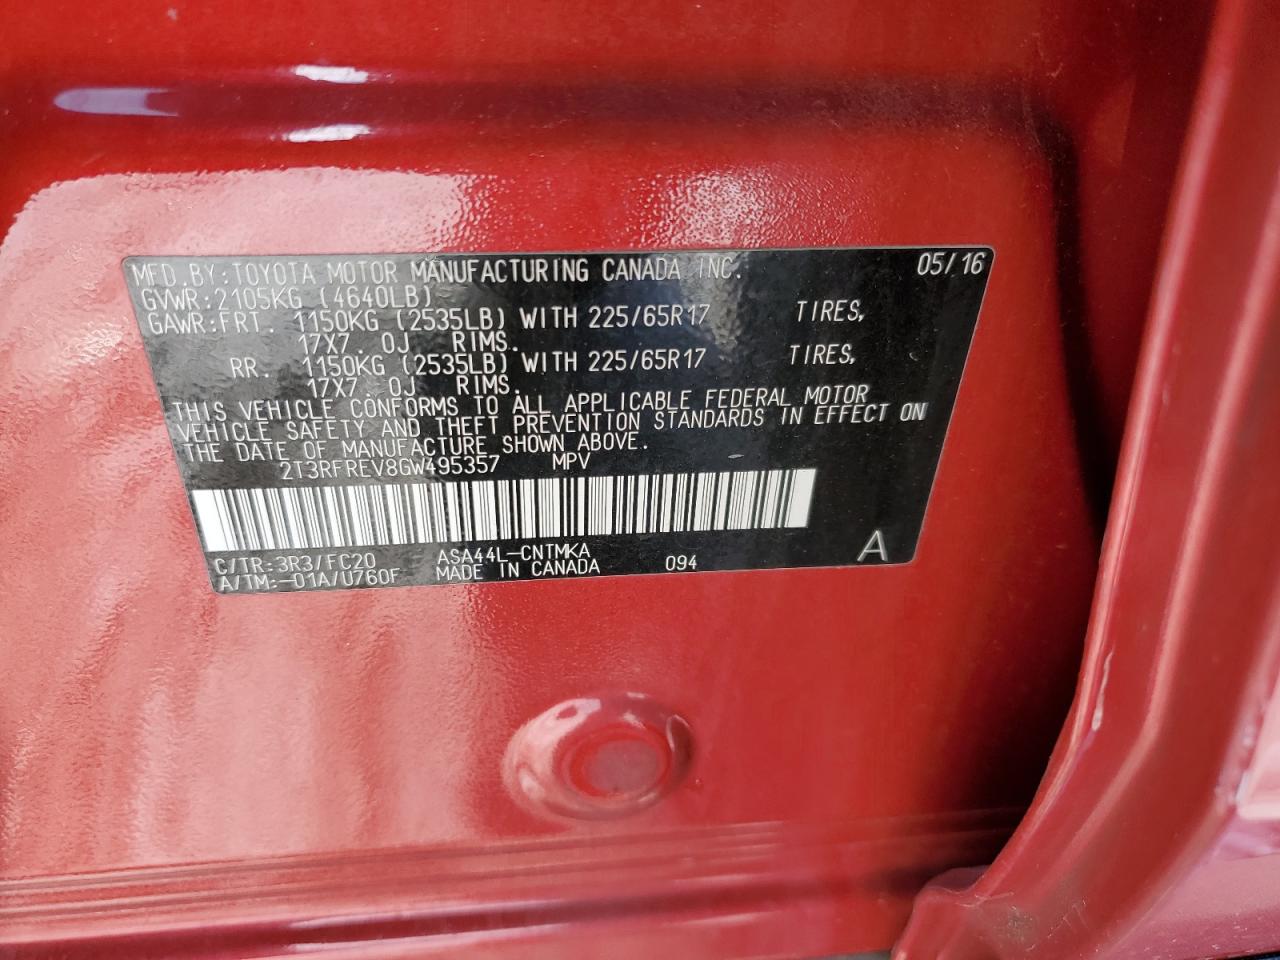 MFD.BY:TOYOTA MOTOR MANUFACTURING CANADA INC. 05/16
GVWR:2105KG (4640LB)
GAWR:FRT. 1150KG (2535LB) WITH 225/65R17 TIRES,
17X7.0J RIMS.
RR. 1150KG (2535LB) WITH 225/65R17 TIRES,
17X7.0J RIMS.
THIS VEHICLE CONFORMS TO ALL APPLICABLE FEDERAL MOTOR
VEHICLE SAFETY AND THEFT PREVENTION STANDARDS IN EFFECT ON
THE DATE OF MANUFACTURE SHOWN ABOVE.
2T3RFREV8GW495357 MPV
C/TR:3R3/FC20 ASA44L-CNTMKA
A/TM:-01A/U760F MADE IN CANADA 094 A